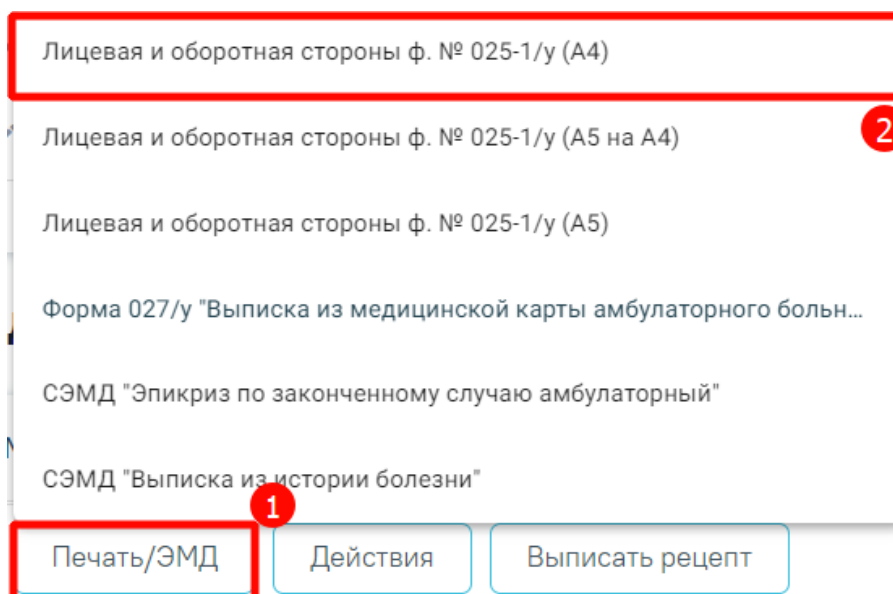 Лицевая и оборотная стороны ф. № 025-1/у (А4)
2
Лицевая и оборотная стороны ф. № 025-1/у (А5 на А4)
Лицевая и оборотная стороны ф. № 025-1/у (А5)
Форма 027/у "Выписка из медицинской карты амбулаторного больн...
СЭМД "Эпикриз по законченному случаю амбулаторный"
СЭМД "Выписка из истории болезни"
1
Печать/ЭМД Действия Выписать рецепт